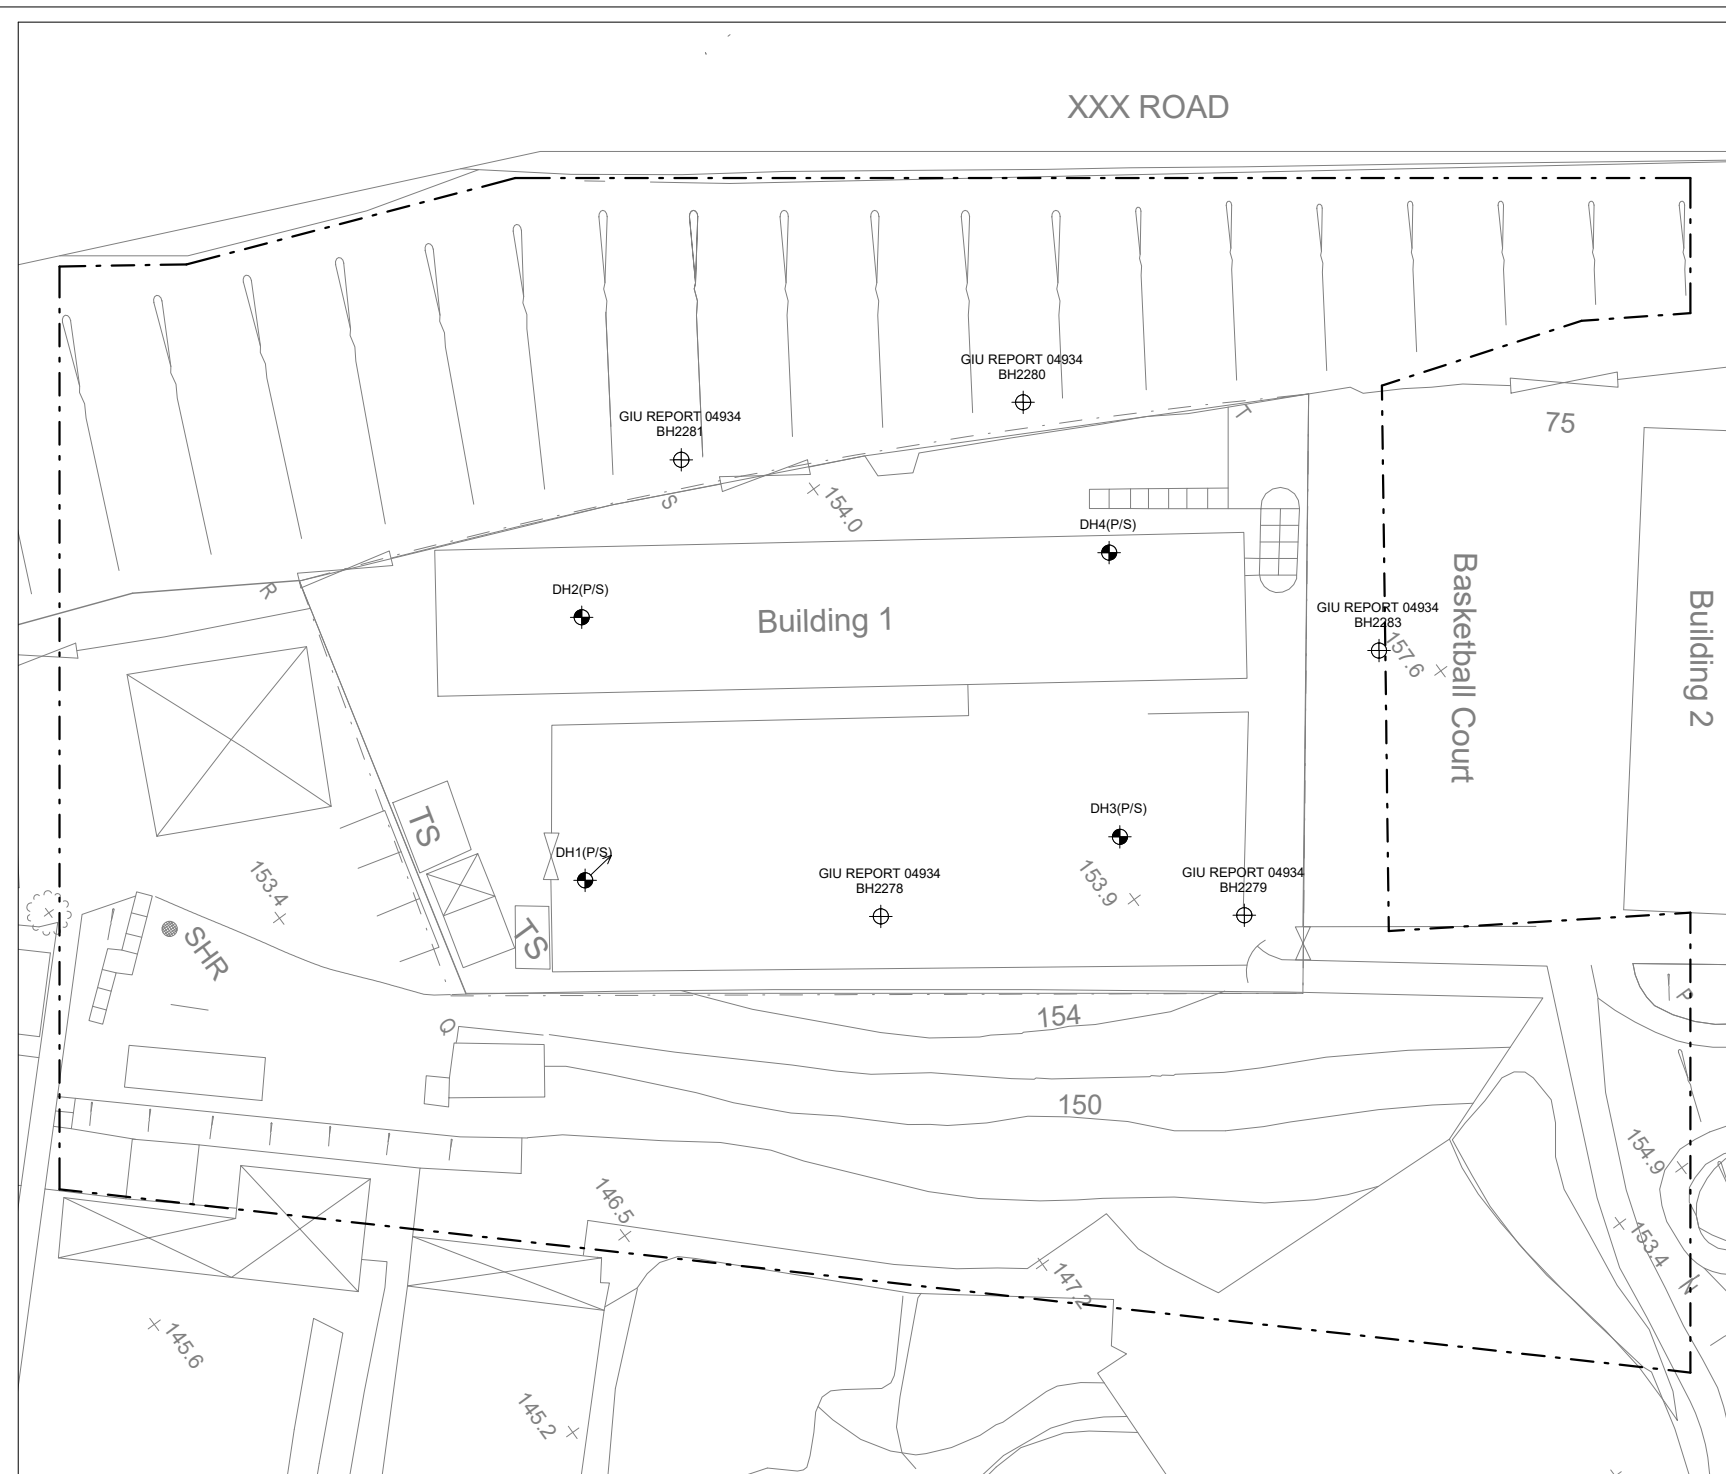 XXX ROAD
GIU REPORT 04934
BH2280
GIU REPORT 04934
BH2281
T
75
S
154.0
DH4(P/S)
R
DH2(P/S)
Building 1
GIU REPORT 04934
BH2283
157.6
Basketball Court
Building 2
TS
DH3(P/S)
DH1(P/S)
153.4
GIU REPORT 04934
BH2278
153.9
GIU REPORT 04934
BH2279
TS
SHR
P
Q
154
150
154.9
146.5
153.4
147.2
N
145.6
145.2